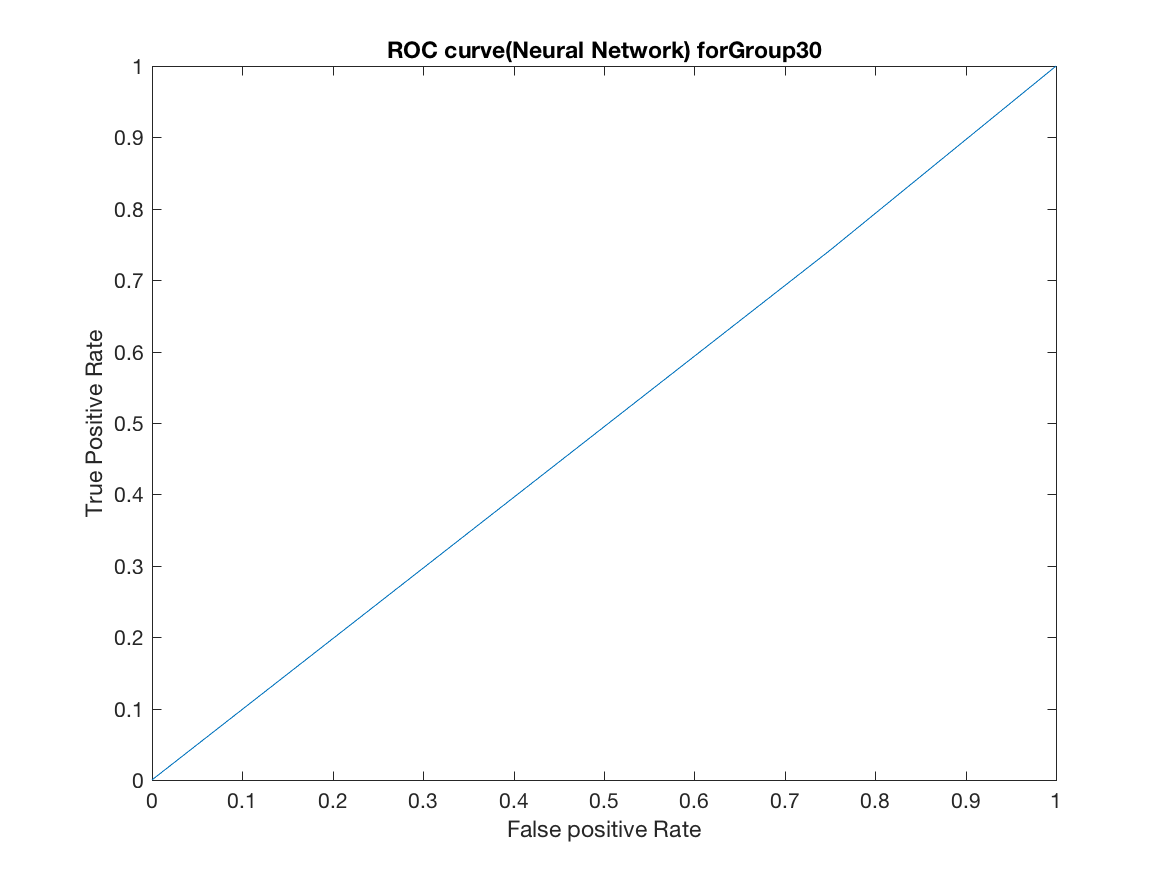 ROC curve(Neural Network) forGroup30
1
0.9
0.8
0.7
0.6
0.5
0.4
0.3
0.2
0.1
0
True Positive Rate
0 0.1 0.2 0.3 0.4 0.5 0.6 0.7 0.8 0.9 1
False positive Rate